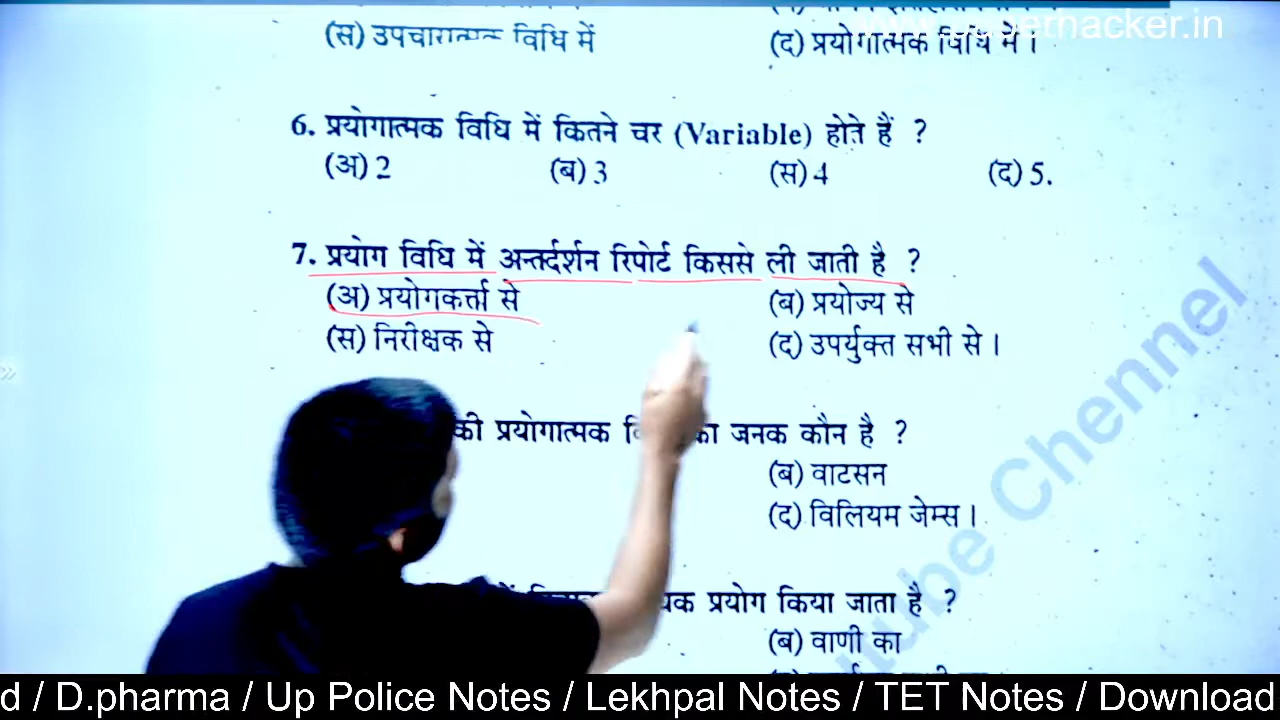 (स) उपचारात्मक विधि में (द) प्रयोगात्मक विधि में ।
6. प्रयोगात्मक विधि में कितने चर (Variable) होते हैं ?
(अ) 2 (ब) 3 (स) 4 (द) 5.
7. प्रयोग विधि में अन्तर्दर्शन रिपोर्ट किससे ली जाती है ?
(अ) प्रयोगकर्त्ता से (ब) प्रयोज्य से
(स) निरीक्षक से (द) उपर्युक्त सभी से ।
की प्रयोगात्मक का जनक कौन है ?
(ब) वाटसन
(द) विलियम जेम्स ।
प्रयोग किया जाता है ?
(ब) वाणी का
Chennel
d / D.pharma / Up Police Notes / Lekhpal Notes / TET Notes / Download